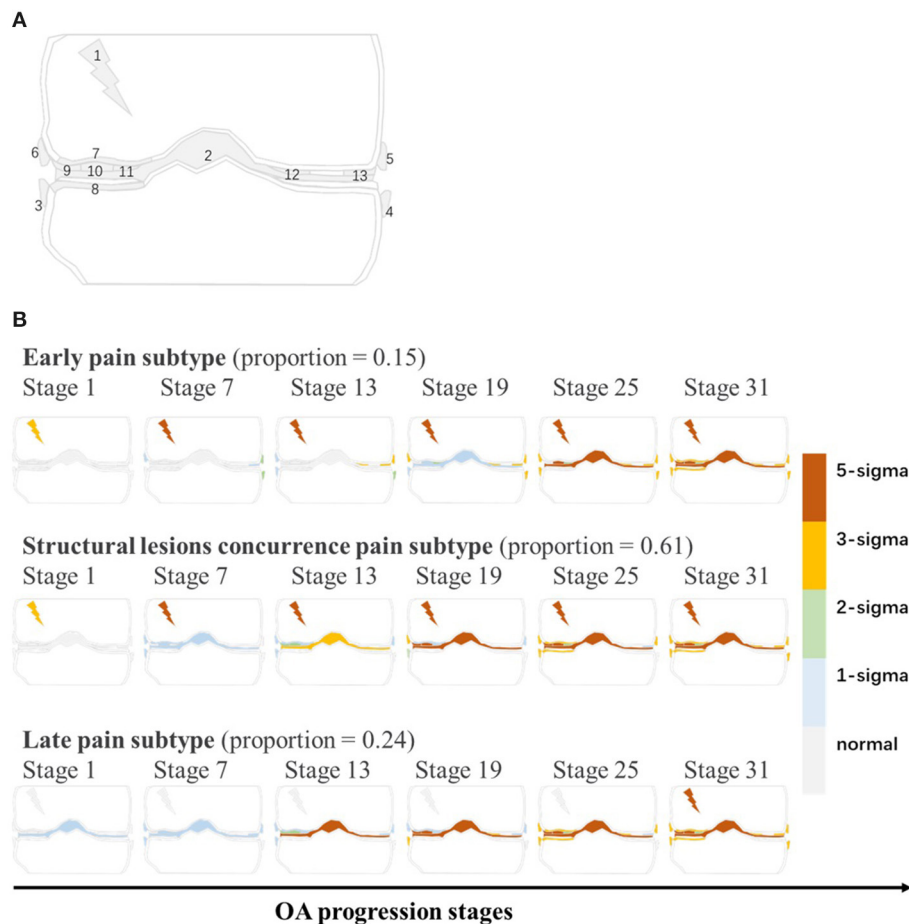 A
1
2
5
6
7
9 10 11
12 13
8
3
4
B
Early pain subtype (proportion = 0.15)
Stage 1 Stage 7 Stage 13 Stage 19 Stage 25 Stage 31
5-sigma
3-sigma
Structural lesions concurrence pain subtype (proportion = 0.61)
Stage 1 Stage 7 Stage 13 Stage 19 Stage 25 Stage 31
2-sigma
1-sigma
normal
Late pain subtype (proportion = 0.24)
Stage 1 Stage 7 Stage 13 Stage 19 Stage 25 Stage 31
OA progression stages